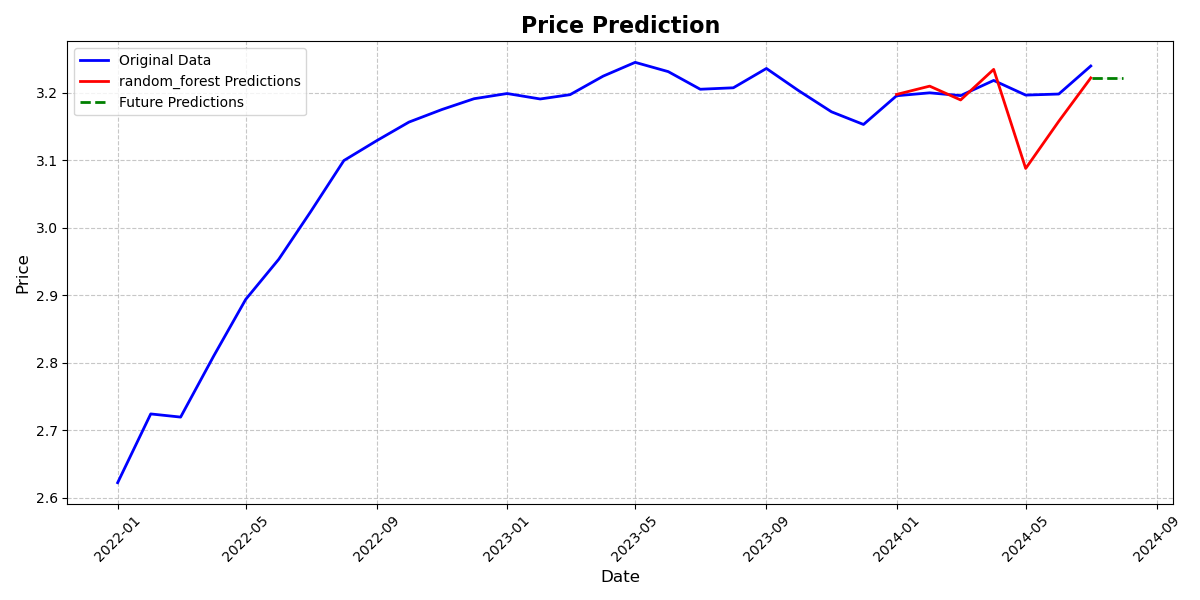 Price Prediction
Original Data
random_forest Predictions
Future Predictions
Price
3.2
3.1
3.0
2.9
2.8
2.7
2.6
2022-01
2022-05
2022-09
2023-01
2023-05
2023-09
2024-01
2024-05
2024-09
Date